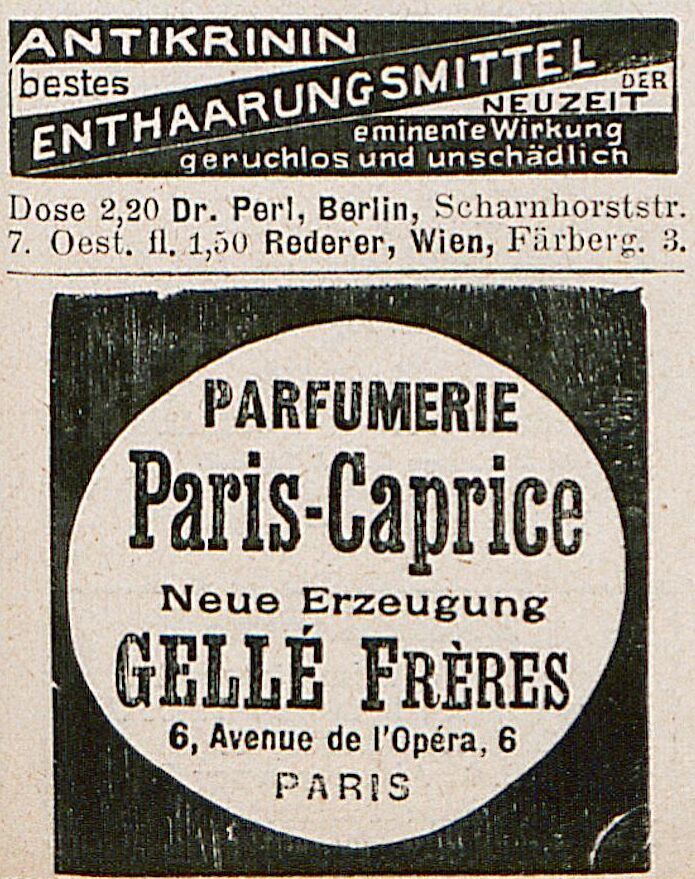 ANTIKRININ
bestes
ENTHAARUNGSMITTEL
DER
NEUZEIT
eminente Wirkung
geruchlos und unschädlich
Dose 2,20 Dr. Perl, Berlin, Scharnhorststr.
7. Oest. fl. 1,50 Rederer, Wien, Färberg. 3.
PARFUMERIE
Paris-Caprice
Neue Erzeugung
GELLÉ FRÈRES
6, Avenue de l'Opéra, 6
PARIS